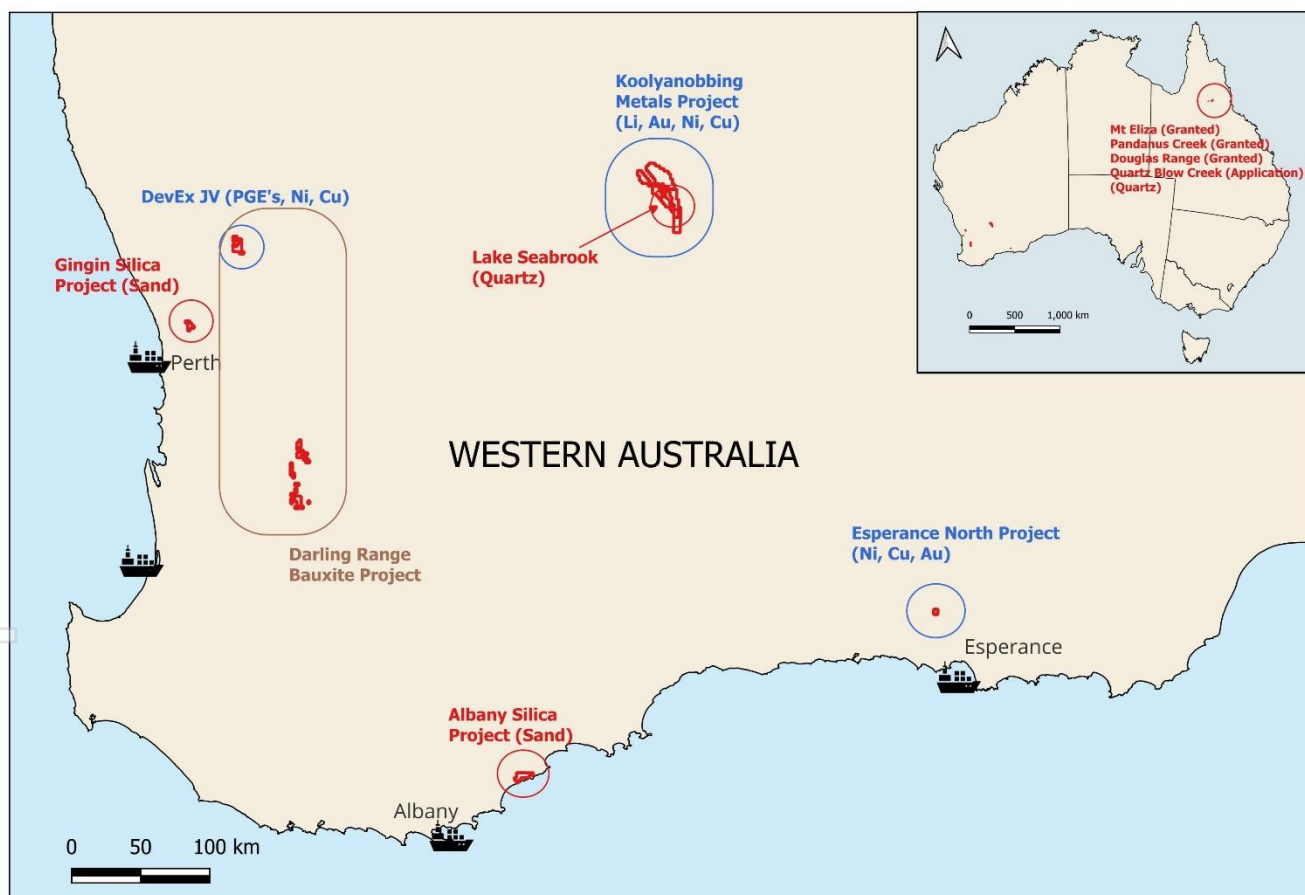 Koolyanobbing
Metals Project
(Li, Au, Ni, Cu)
DevEx JV (PGE's, Ni, Cu)
Gingin Silica
Project (Sand)
Lake Seabrook
(Quartz)
Perth
WESTERN AUSTRALIA
Darling Range
Bauxite Project
Esperance North Project
(Ni, Cu, Au)
Esperance
Albany Silica
Project (Sand)
Albany
0 50 100 km
Mt Eliza (Granted)
Pandanus Creek (Granted)
Douglas Range (Granted)
Quartz Blow Creek (Application)
(Quartz)
0 500 1,000 km